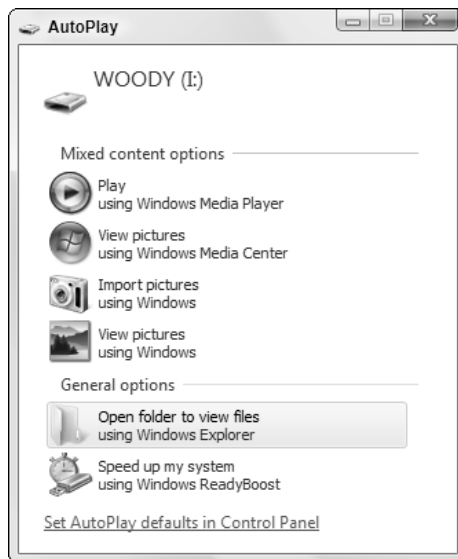 AutoPlay
WOODY (I:)
Mixed content options
Play
using Windows Media Player
View pictures
using Windows Media Center
Import pictures
using Windows
View pictures
using Windows
General options
Open folder to view files
using Windows Explorer
Speed up my system
using Windows ReadyBoost
Set AutoPlay defaults in Control Panel